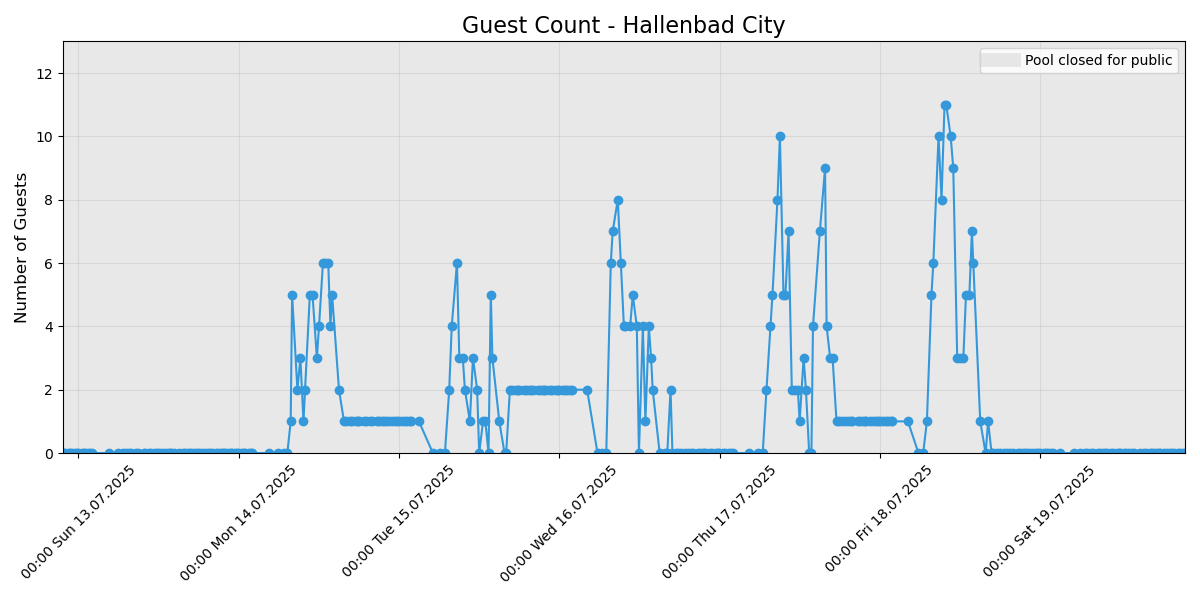 Guest Count - Hallenbad City
Pool closed for public
Number of Guests
12
10
8
6
4
2
0
00:00 Sun 13.07.2025
00:00 Mon 14.07.2025
00:00 Tue 15.07.2025
00:00 Wed 16.07.2025
00:00 Thu 17.07.2025
00:00 Fri 18.07.2025
00:00 Sat 19.07.2025